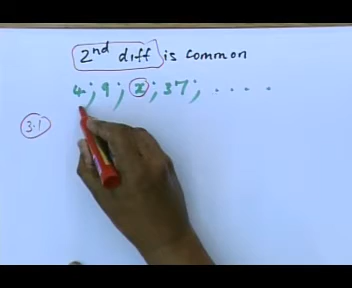 2nd diff is common
4; 9; x; 37; . . . .
3.1